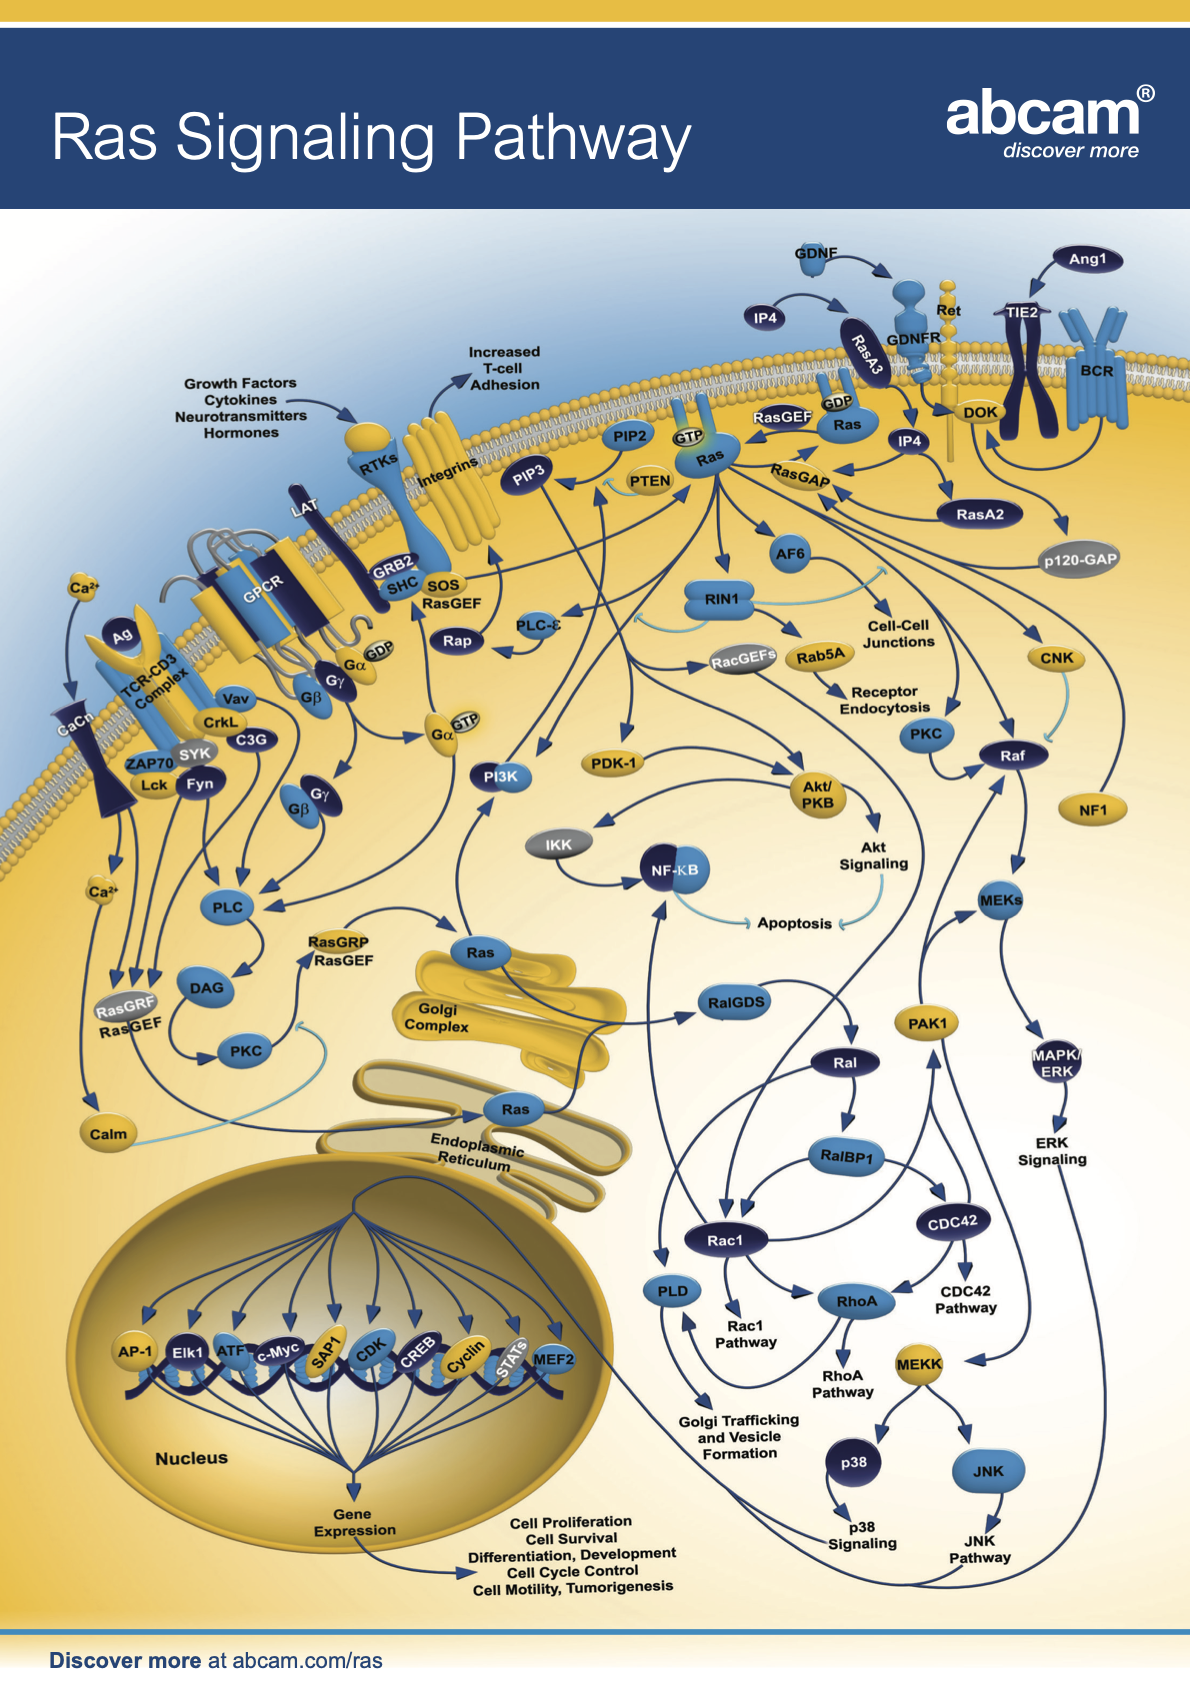 Ras Signaling Pathway
abcam®
discover more
GDNF
Ang1
IP4
Ret
TIE2
GDNFR
RasA3
BCR
Increased
T-cell
Adhesion
Growth Factors
Cytokines
Neurotransmitters
Hormones
GDP
RasGEF
Ras
DOK
PIP2
GTP
Ras
IP4
RTKs
Integrins
PIP3
PTEN
RasGAP
LAT
RasA2
AF6
p120-GAP
GRB2
SHC
SOS
RasGEF
GPCR
Ca²⁺
RIN1
PLC-ε
Cell-Cell
Junctions
Ag
Rap
GDP
Gα
RacGEFs
Rab5A
CNK
TCR-CD3
Complex
Gγ
Gβ
Receptor
Endocytosis
Vav
CrkL
C3G
CaCn
GTP
Gα
PKC
Raf
ZAP70
SYK
Lck
Fyn
PI3K
PDK-1
Akt/
PKB
Gγ
Gβ
NF1
IKK
Akt
Signaling
NF-κB
Ca²⁺
PLC
MEKs
Apoptosis
RasGRP
RasGEF
Ras
DAG
RasGRF
RasGEF
Golgi
Complex
RalGDS
PAK1
PKC
Ral
MAPK/
ERK
Ras
Calm
Endoplasmic
Reticulum
ERK
Signaling
RalBP1
CDC42
Rac1
PLD
RhoA
CDC42
Pathway
Rac1
Pathway
AP-1
Elk1
ATF
c-Myc
SAP1
CDK
CREB
Cyclin
STATs
MEF2
MEKK
RhoA
Pathway
Golgi Trafficking
and Vesicle
Formation
Nucleus
p38
JNK
Gene
Expression
Cell Proliferation
Cell Survival
Differentiation, Development
Cell Cycle Control
Cell Motility, Tumorigenesis
p38
Signaling
JNK
Pathway
Discover more at abcam.com/ras